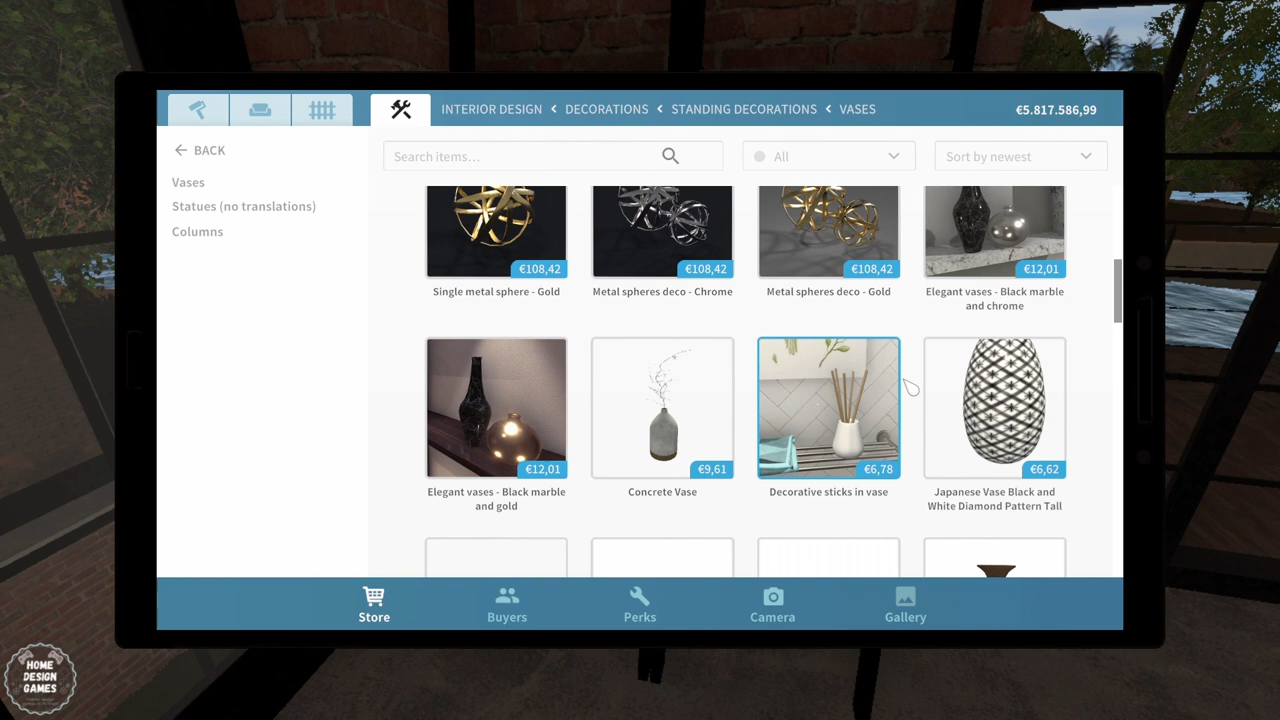 INTERIOR DESIGN < DECORATIONS < STANDING DECORATIONS < VASES
€5.817.586,99
BACK
Search items...
All
Sort by newest
Vases
Statues (no translations)
Columns
€108,42
€108,42
€108,42
€12,01
Single metal sphere - Gold
Metal spheres deco - Chrome
Metal spheres deco - Gold
Elegant vases - Black marble
and chrome
€12,01
€9,61
€6,78
€6,62
Elegant vases - Black marble
and gold
Concrete Vase
Decorative sticks in vase
Japanese Vase Black and
White Diamond Pattern Tall
Store
Buyers
Perks
Camera
Gallery
HOME
DESIGN
GAMES